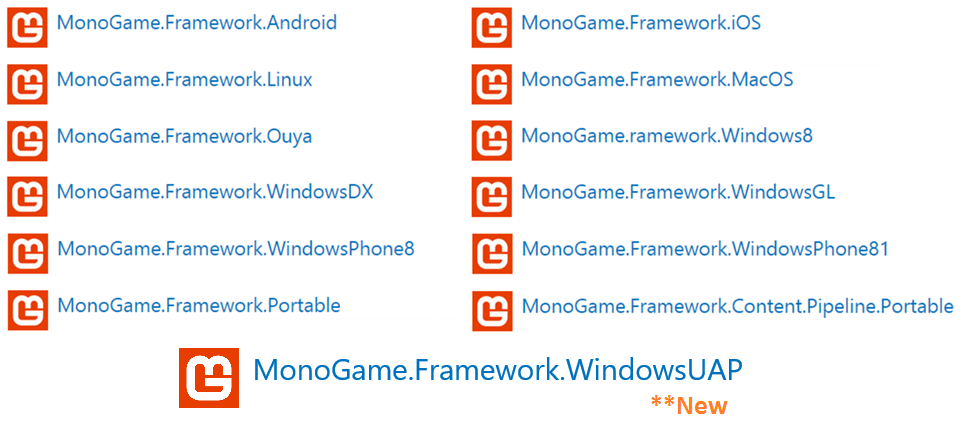 MonoGame.Framework.Android
MonoGame.Framework.iOS
MonoGame.Framework.Linux
MonoGame.Framework.MacOS
MonoGame.Framework.Ouya
MonoGame.ramework.Windows8
MonoGame.Framework.WindowsDX
MonoGame.Framework.WindowsGL
MonoGame.Framework.WindowsPhone8
MonoGame.Framework.WindowsPhone81
MonoGame.Framework.Portable
MonoGame.Framework.Content.Pipeline.Portable
MonoGame.Framework.WindowsUAP
**New